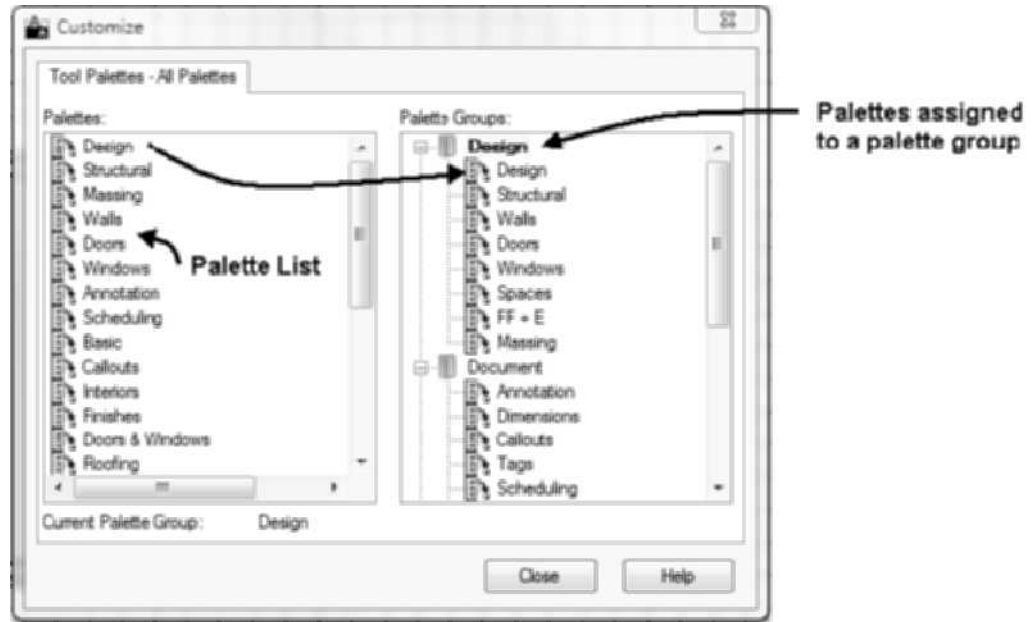 Customize
Tool Palettes - All Palettes
Palettes:
Design
Structural
Massing
Walls
Doors
Windows
Annotation
Scheduling
Basic
Callouts
Interiors
Finishes
Doors & Windows
Roofing
Palette List
Palette Groups:
Design
Design
Structural
Walls
Doors
Windows
Spaces
FF + E
Massing
Document
Annotation
Dimensions
Callouts
Tags
Scheduling
Palettes assigned
to a palette group
Current Palette Group: Design
Close Help